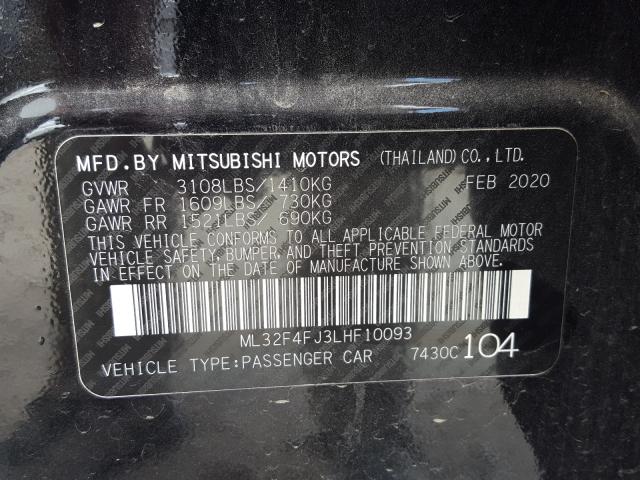 MFD.BY MITSUBISHI MOTORS (THAILAND)CO.,LTD.
GVWR 3108LBS/1410KG FEB 2020
GAWR FR 1609LBS/ 730KG
GAWR RR 1521LBS/ 690KG
THIS VEHICLE CONFORMS TO ALL APPLICABLE FEDERAL MOTOR
VEHICLE SAFETY, BUMPER AND THEFT PREVENTION STANDARDS
IN EFFECT ON THE DATE OF MANUFACTURE SHOWN ABOVE.
ML32F4FJ3LHF10093
VEHICLE TYPE:PASSENGER CAR 7430C 104